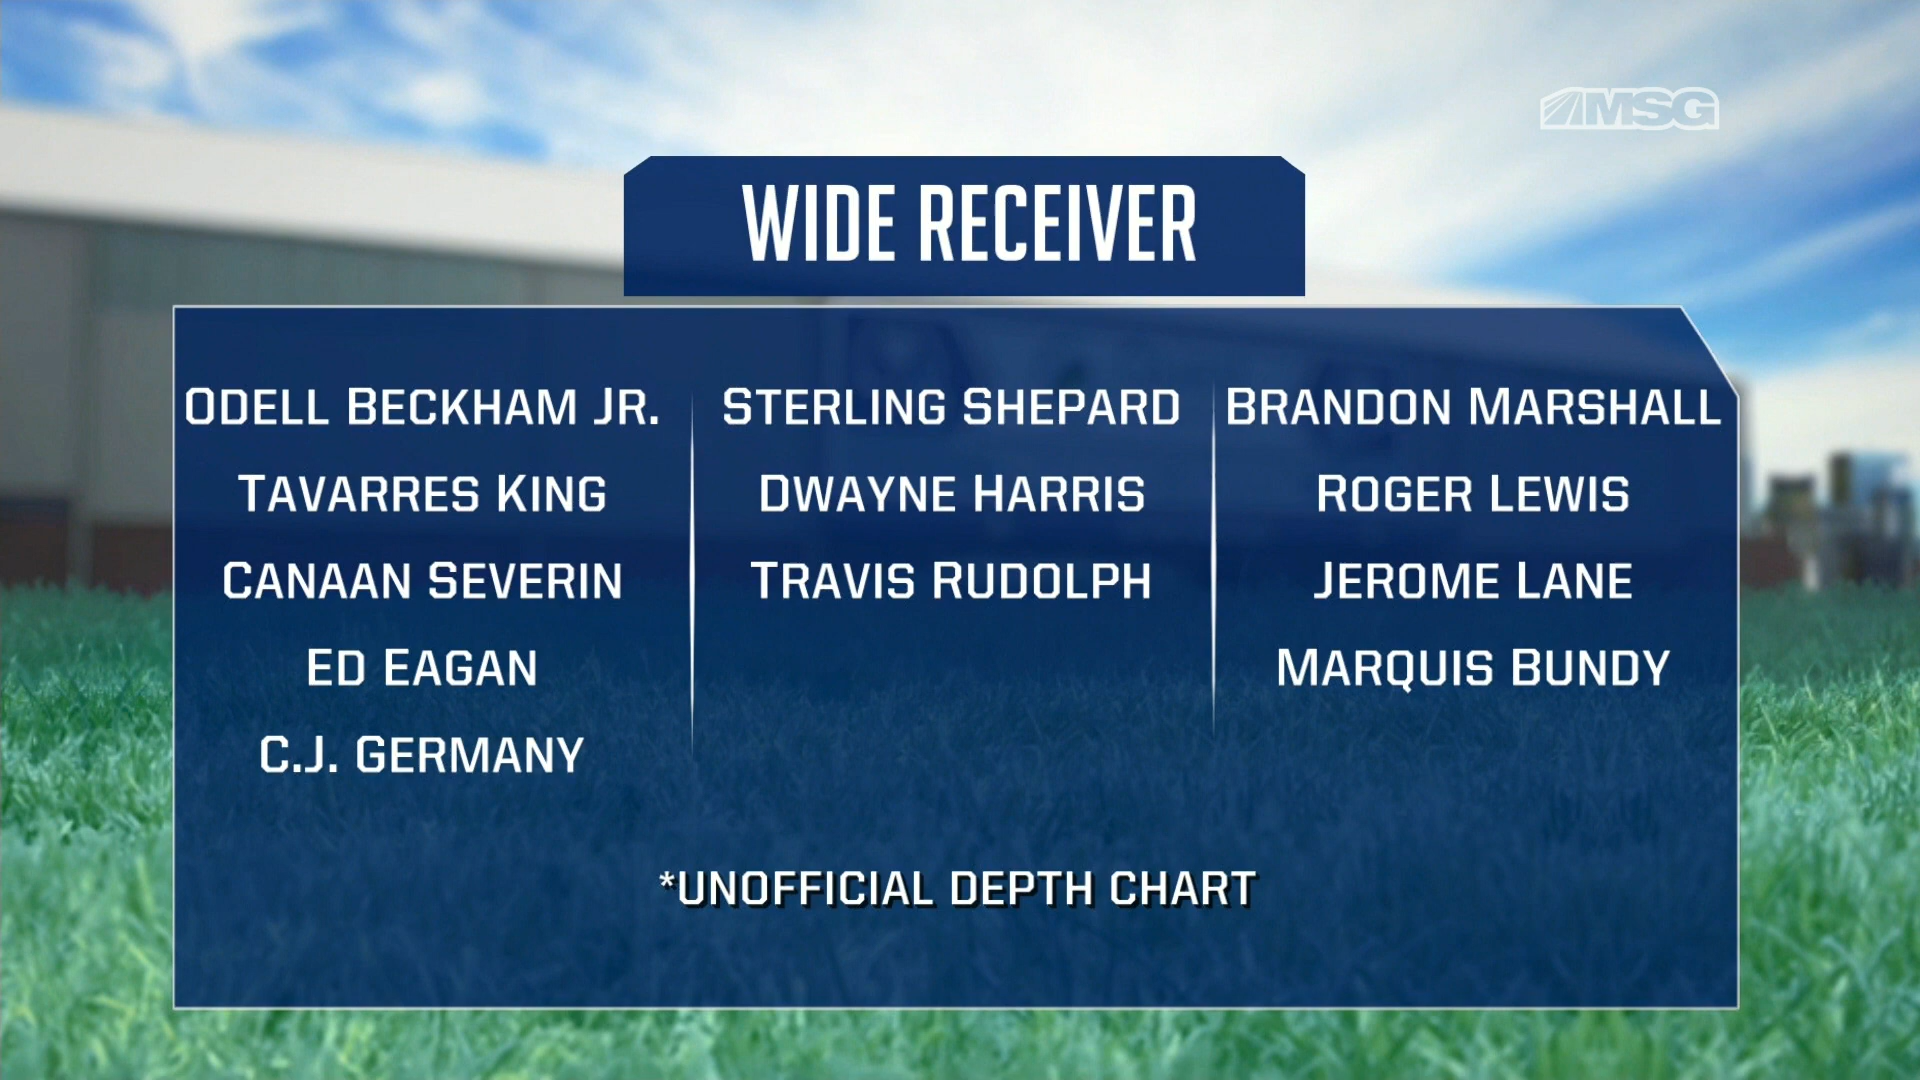 MSG
WIDE RECEIVER
ODELL BECKHAM JR.
TAVARRES KING
CANAAN SEVERIN
ED EAGAN
C.J. GERMANY
STERLING SHEPARD
DWAYNE HARRIS
TRAVIS RUDOLPH
BRANDON MARSHALL
ROGER LEWIS
JEROME LANE
MARQUIS BUNDY
*UNOFFICIAL DEPTH CHART